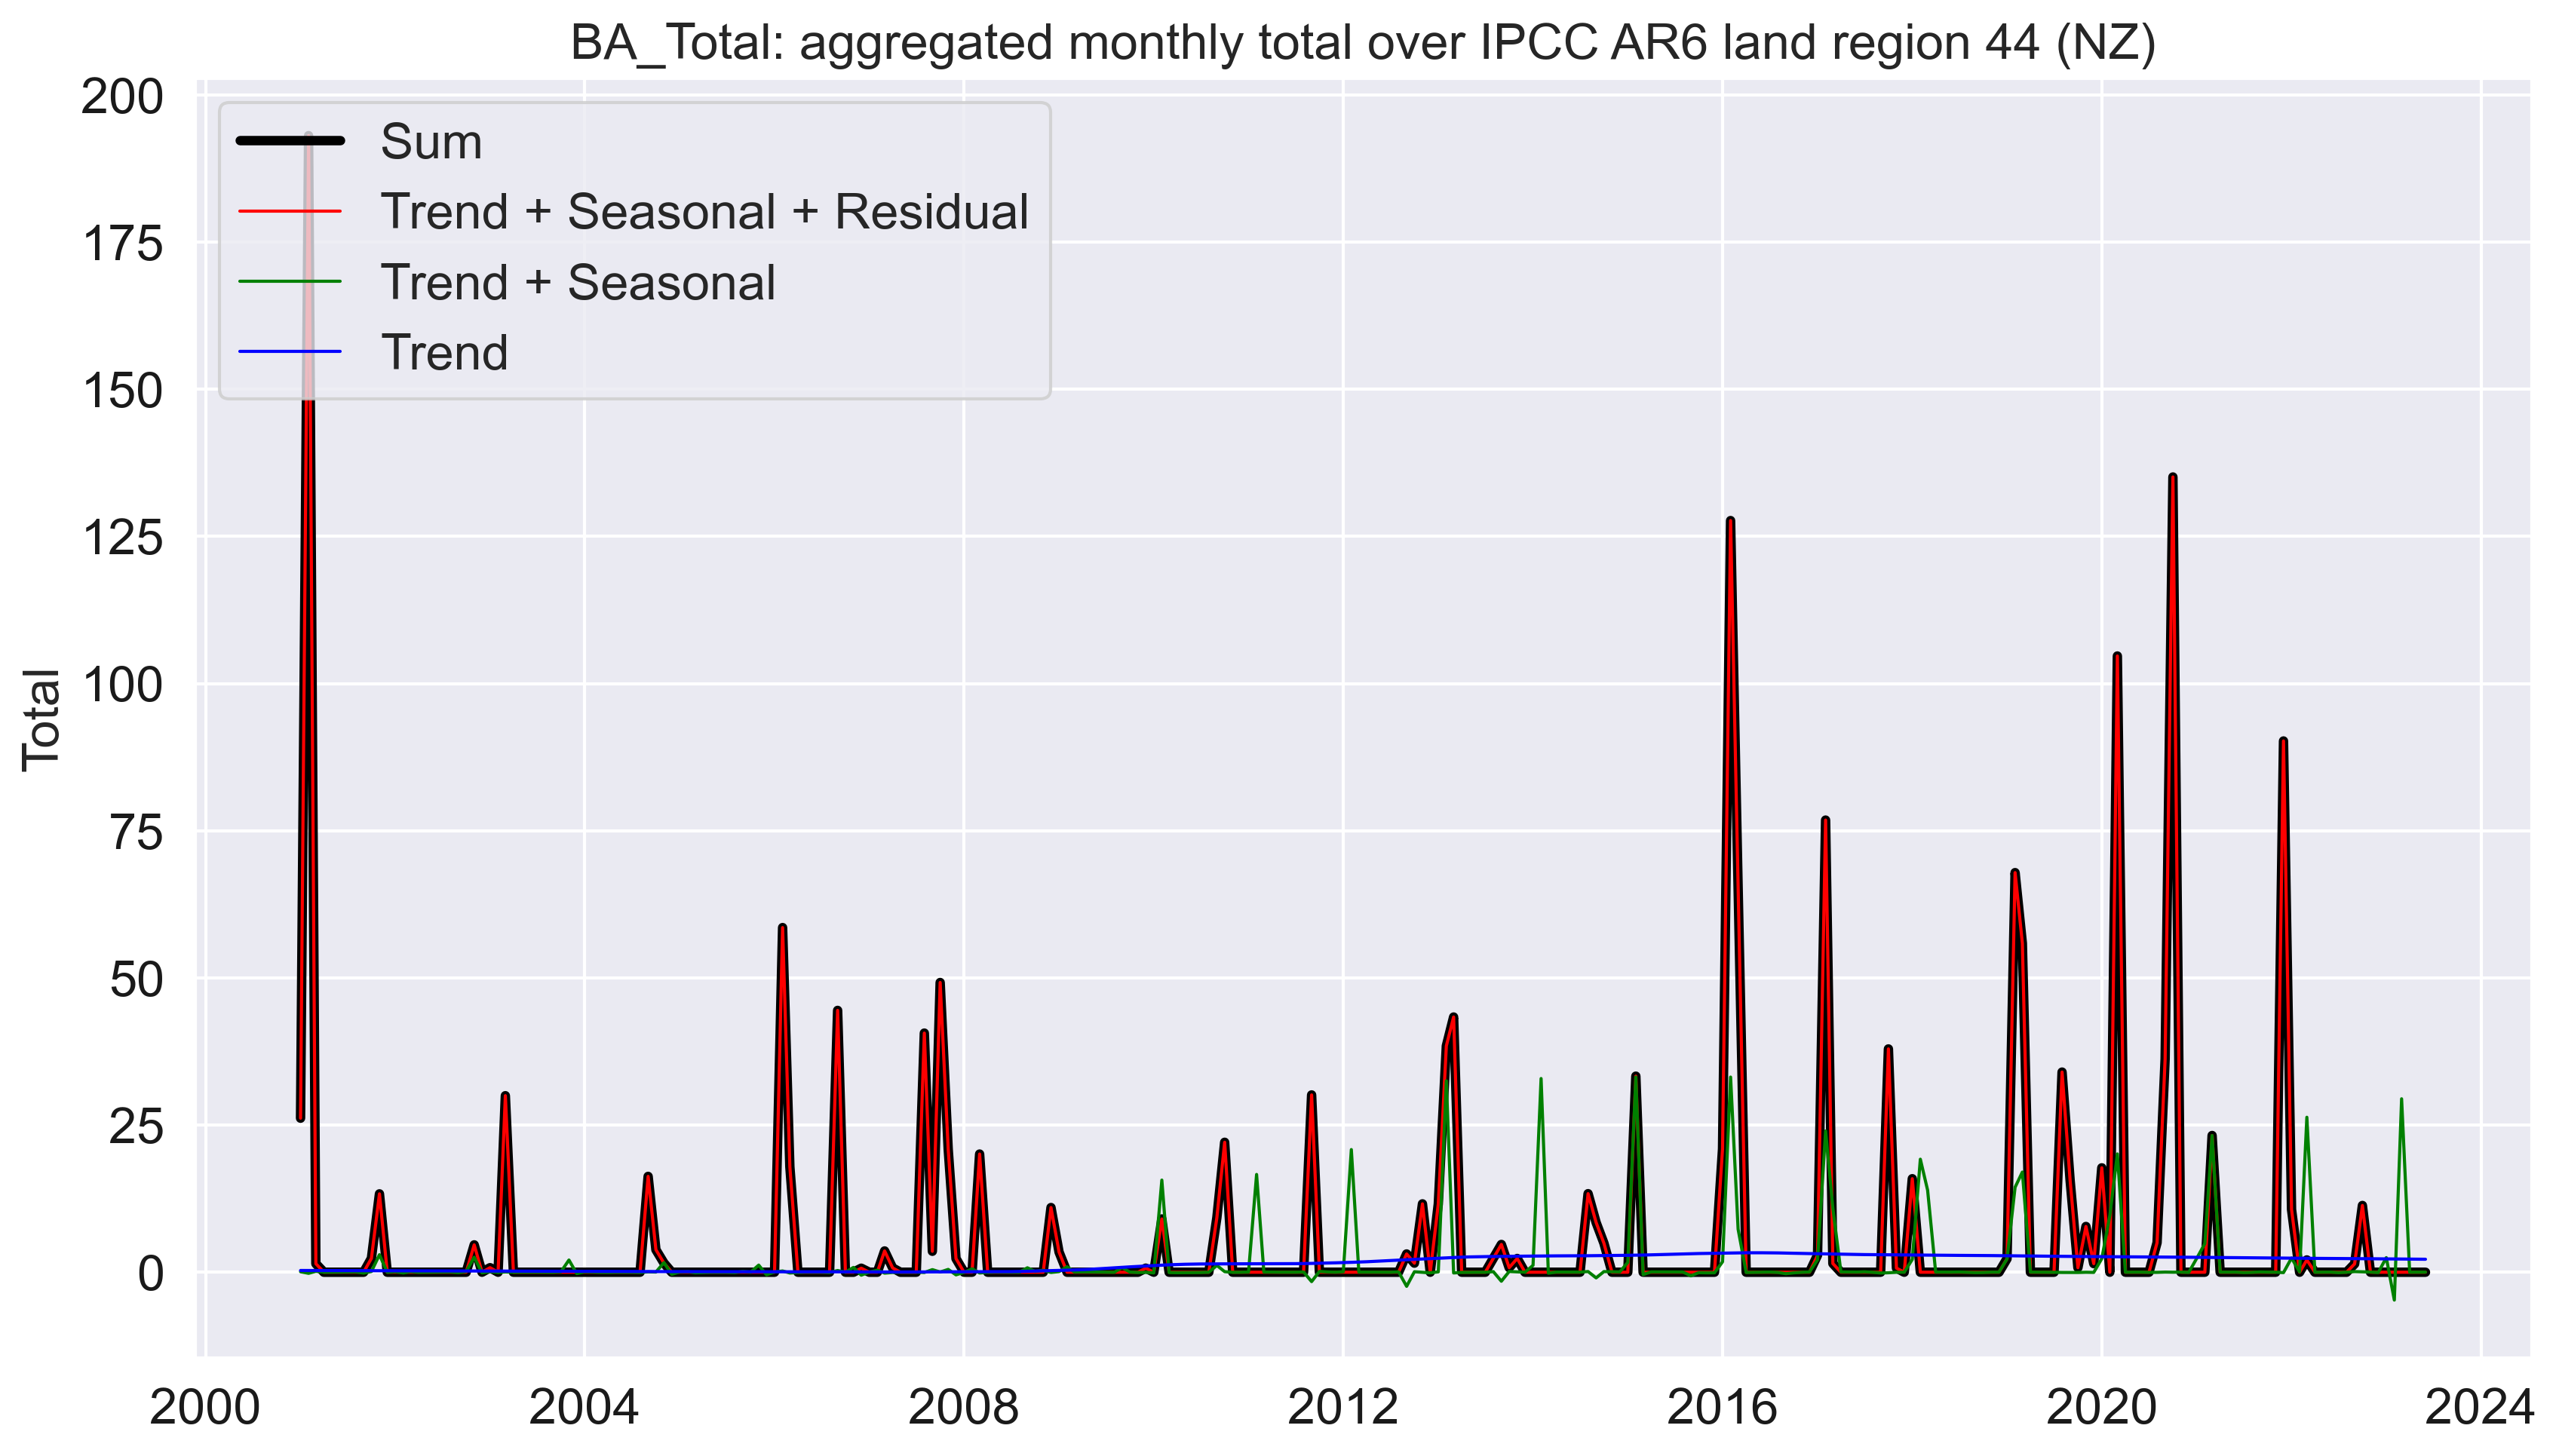 BA_Total: aggregated monthly total over IPCC AR6 land region 44 (NZ)
Sum
Trend + Seasonal + Residual
Trend + Seasonal
Trend
Total
200
175
150
125
100
75
50
25
0
2000 2004 2008 2012 2016 2020 2024